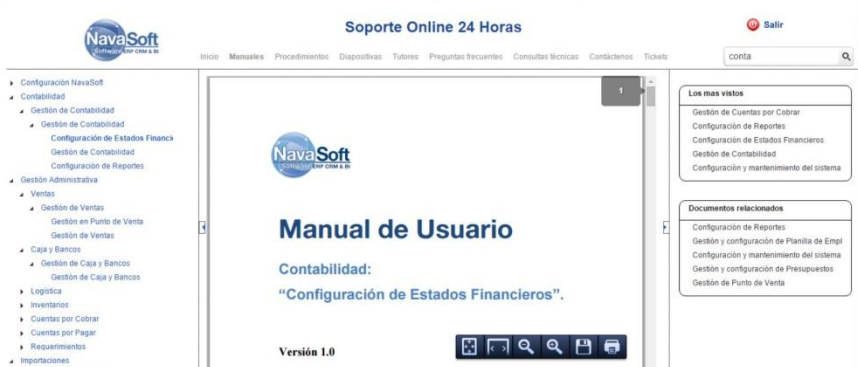 NavaSoft
Software ERP CRM & BI
Soporte Online 24 Horas
Salir
Inicio Manuales Procedimientos Diapositivas Tutores Preguntas frecuentes Consultas técnicas Contáctenos Tickets
conta
Configuración NavaSoft
Contabilidad
Gestión de Contabilidad
Gestión de Contabilidad
Configuración de Estados Financi
Gestión de Contabilidad
Configuración de Reportes
Gestión Administrativa
Ventas
Gestión de Ventas
Gestión en Punto de Venta
Gestión de Ventas
Caja y Bancos
Gestión de Caja y Bancos
Gestión de Caja y Bancos
Logística
Inventarios
Cuentas por Cobrar
Cuentas por Pagar
Requerimientos
Importaciones
1
NavaSoft
Software ERP CRM & BI
Manual de Usuario
Contabilidad:
“Configuración de Estados Financieros”.
Versión 1.0
Los mas vistos
Gestión de Cuentas por Cobrar
Configuración de Reportes
Configuración de Estados Financieros
Gestión de Contabilidad
Configuración y mantenimiento del sistema
Documentos relacionados
Configuración de Reportes
Gestión y configuración de Planilla de Empl
Configuración y mantenimiento del sistema
Gestión y configuración de Presupuestos
Gestión de Punto de Venta